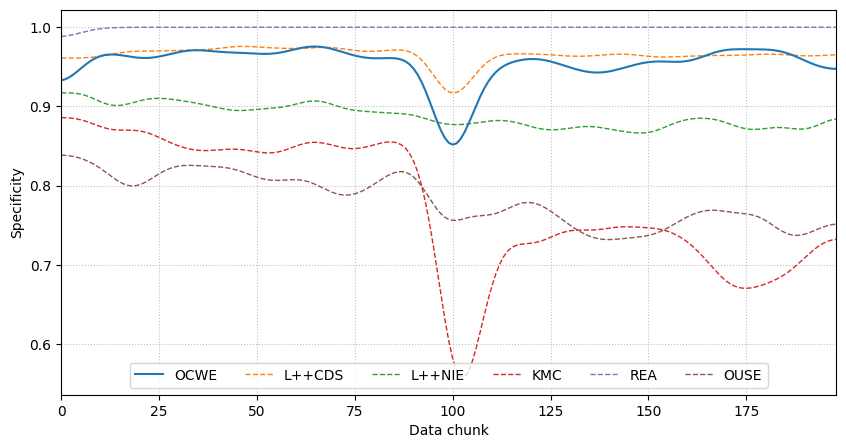 1.0
0.9
0.8
0.7
0.6
Specificity
OCWE L++CDS L++NIE KMC REA OUSE
0 25 50 75 100 125 150 175
Data chunk